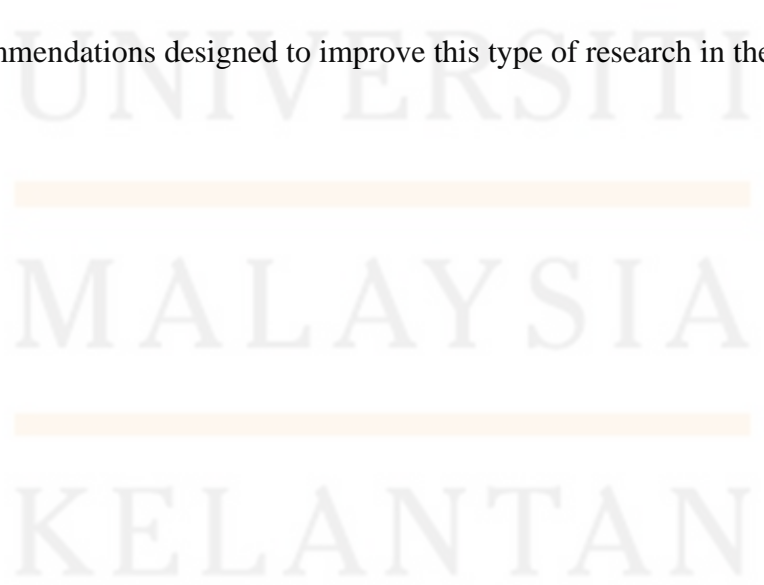 UNIVERSITI
mmendations designed to improve this type of research in the
MALAYSIA
KELANTAN